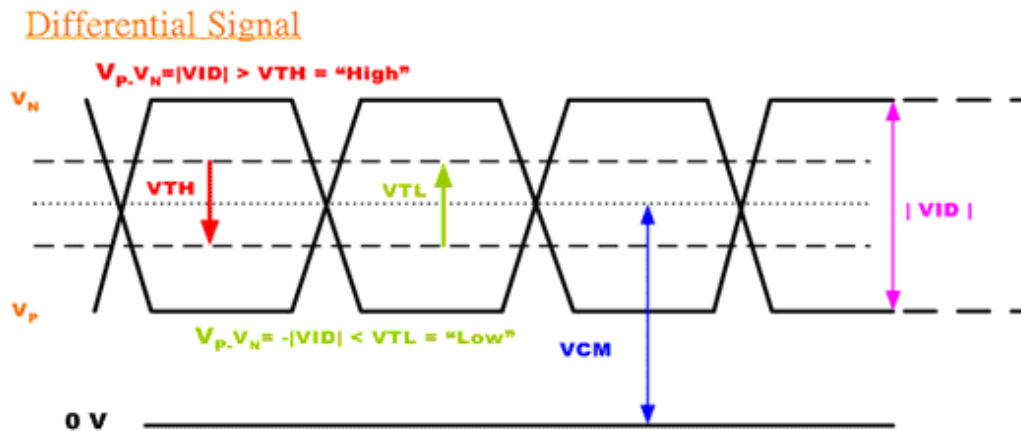 Differential Signal
VP-VN=|VID| > VTH = “High”
VN
VTH
VTL
| VID |
VP
VP-VN= -|VID| < VTL = “Low”
VCM
0 V